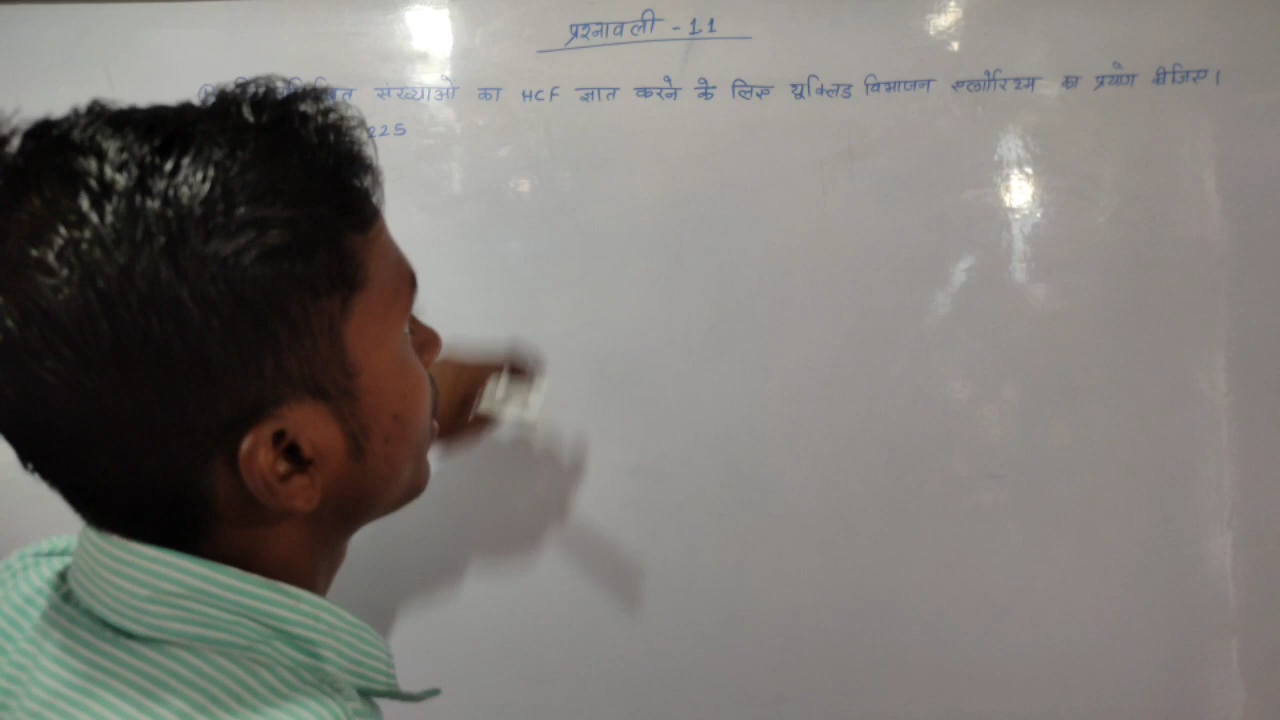 प्रश्नावली - 1.1
संख्याओं का HCF ज्ञात करने के लिए यूक्लिड विभाजन एल्गोरिथ्म का प्रयोग कीजिए।
225